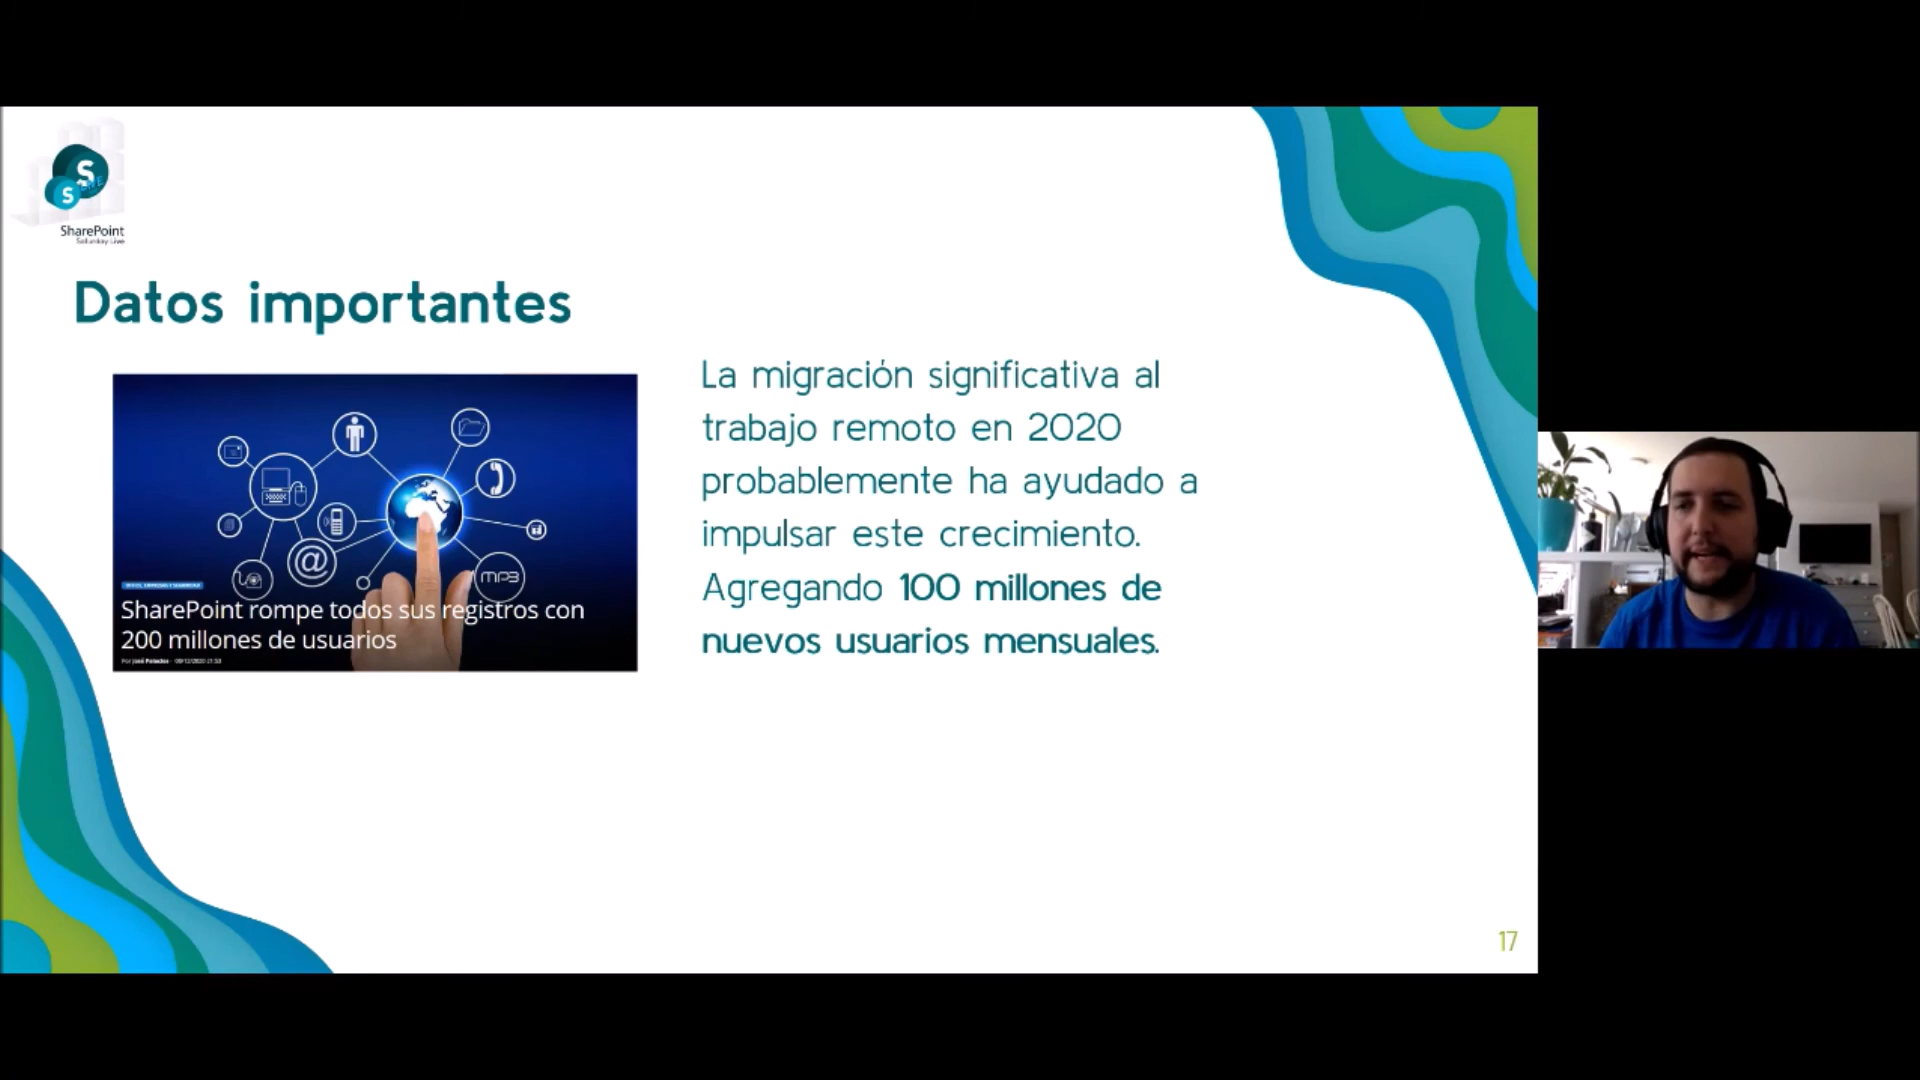 SharePoint
Saturday Live
Datos importantes
La migración significativa al
trabajo remoto en 2020
probablemente ha ayudado a
impulsar este crecimiento.
Agregando 100 millones de
nuevos usuarios mensuales.
@
MP3
SharePoint rompe todos sus registros con
200 millones de usuarios
17